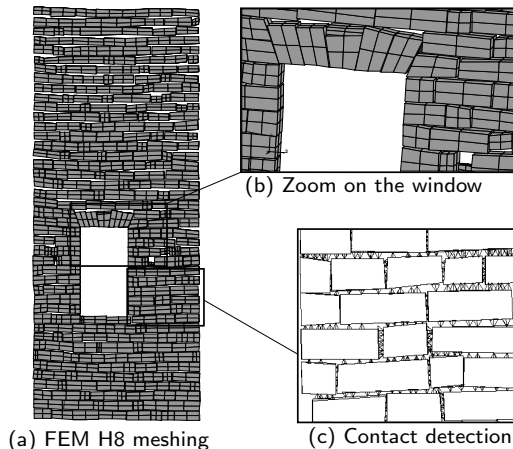 (b) Zoom on the window
(a) FEM H8 meshing
(c) Contact detection